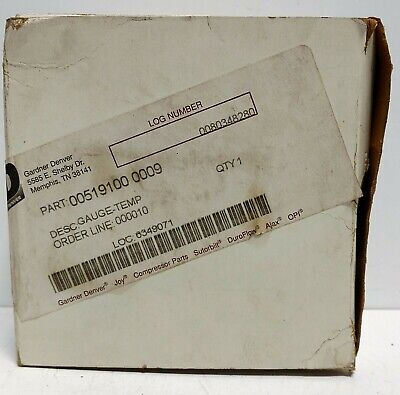 LOG NUMBER
0080348280
Gardner Denver
5585 E. Shelby Dr.
Memphis, TN 38141
PART: 00519100 0009
QTY 1
DESC: GAUGE-TEMP
ORDER LINE: 000010
LOC: 6349071
Gardner Denver® Joy® Compressor Parts Sutorbilt® DuroFlow® Ajax® OPI®